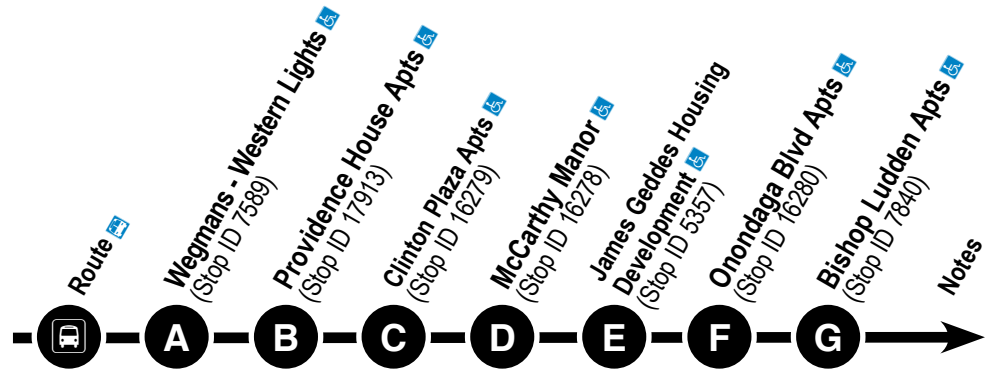 Route
Wegmans - Western Lights
(Stop ID 7589)
Providence House Apts
(Stop ID 17913)
Clinton Plaza Apts
(Stop ID 16279)
McCarthy Manor
(Stop ID 16278)
James Geddes Housing
Development
(Stop ID 5357)
Onondaga Blvd Apts
(Stop ID 16280)
Bishop Ludden Apts
(Stop ID 7840)
Notes
A
B
C
D
E
F
G